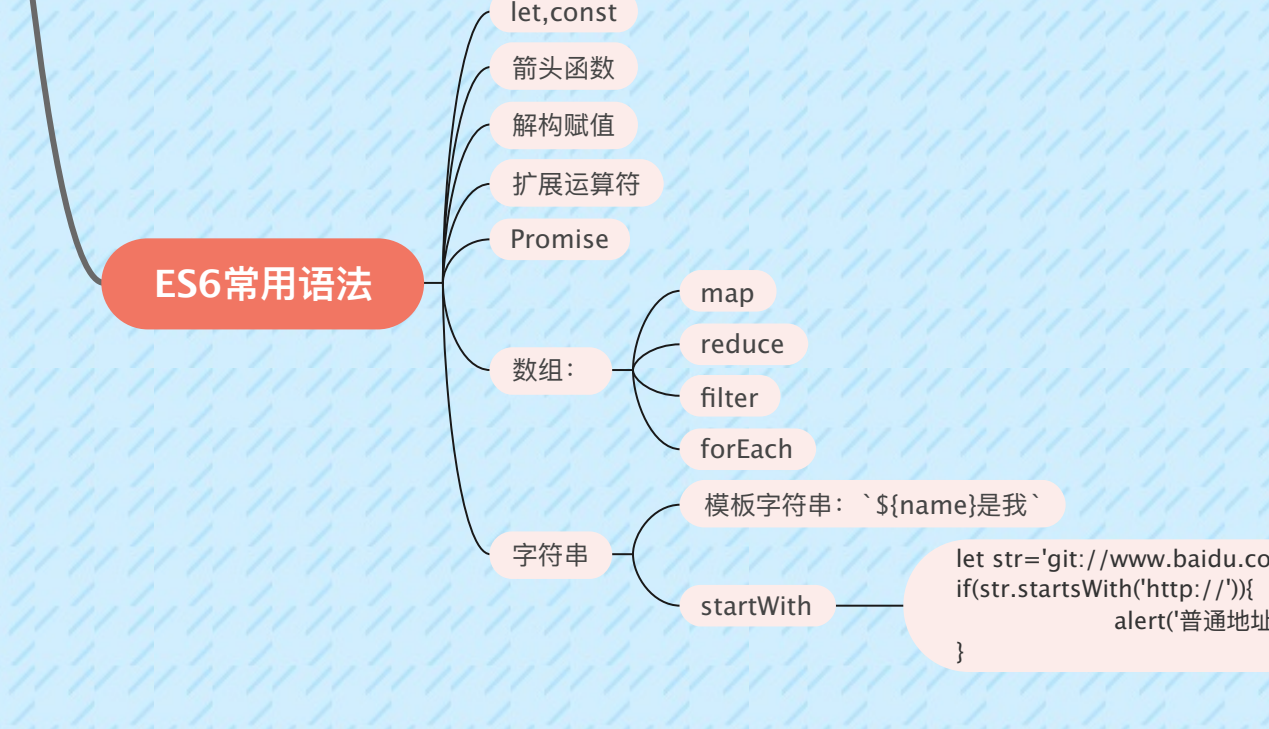 let,const
箭头函数
解构赋值
扩展运算符
Promise
ES6常用语法
数组：
map
reduce
filter
forEach
字符串
模板字符串：`${name}是我`
startWith
let str='git://www.baidu.co
if(str.startsWith('http://')){
alert('普通地址
}